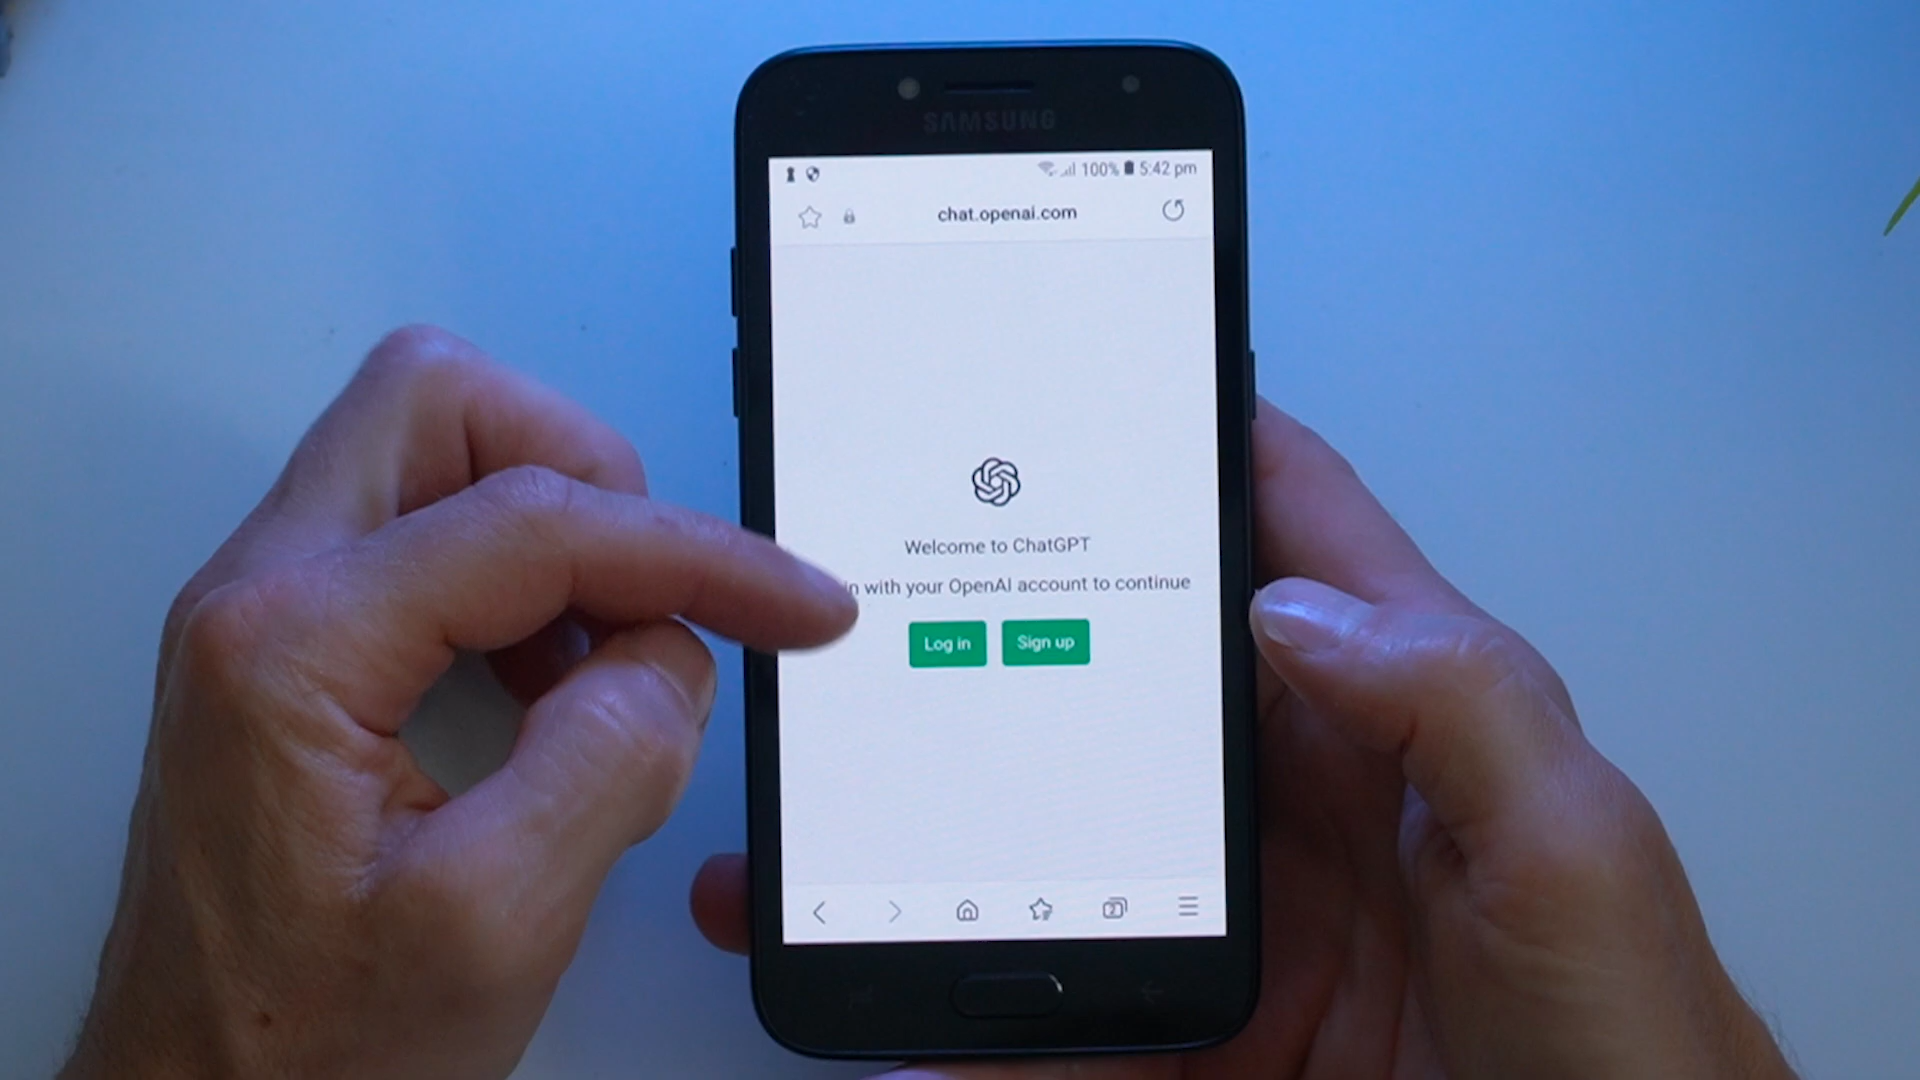 SAMSUNG
100% 5:42 pm
chat.openai.com
Welcome to ChatGPT
with your OpenAI account to continue
Log in
Sign up
2